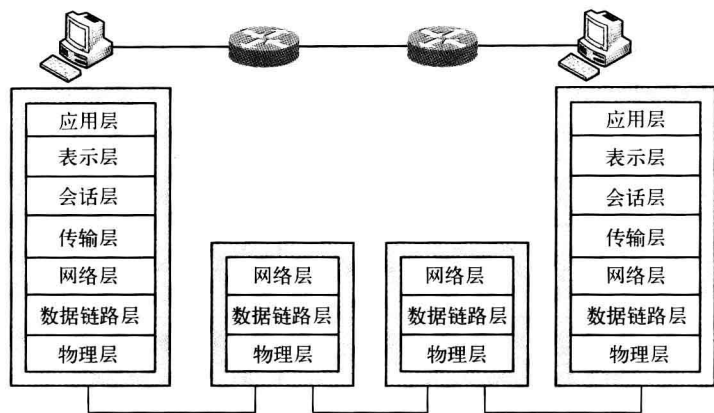 应用层
表示层
会话层
传输层
网络层
数据链路层
物理层
网络层
数据链路层
物理层
网络层
数据链路层
物理层
应用层
表示层
会话层
传输层
网络层
数据链路层
物理层